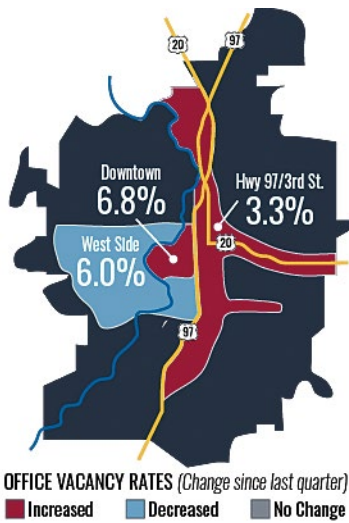 20
97
Downtown
6.8%
Hwy 97/3rd St.
3.3%
West Side
6.0%
20
97
OFFICE VACANCY RATES (Change since last quarter)
Increased Decreased No Change